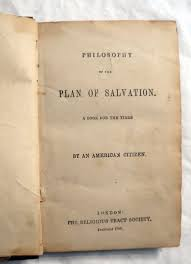 PHILOSOPHY
OF THE
PLAN OF SALVATION.
A BOOK FOR THE TIMES
BY AN AMERICAN CITIZEN.
LONDON:
THE RELIGIOUS TRACT SOCIETY,